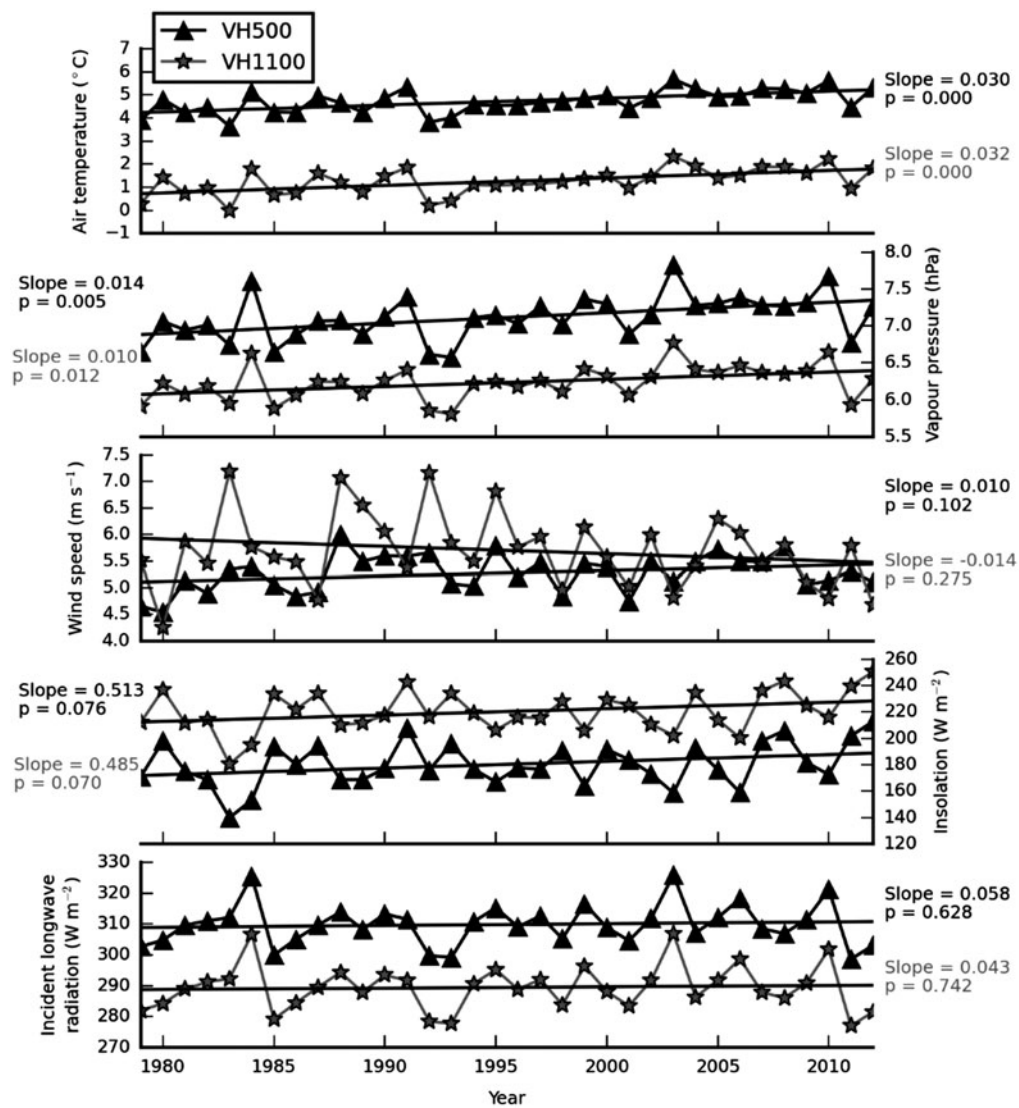 VH500
VH1100
Air temperature (°C)
7
6
5
4
3
2
1
0
−1
Slope = 0.030
p = 0.000
Slope = 0.032
p = 0.000
Slope = 0.014
p = 0.005
Slope = 0.010
p = 0.012
8.0
7.5
7.0
6.5
6.0
5.5
Vapour pressure (hPa)
Wind speed (m s⁻¹)
7.5
7.0
6.5
6.0
5.5
5.0
4.5
4.0
Slope = 0.010
p = 0.102
Slope = -0.014
p = 0.275
Slope = 0.513
p = 0.076
Slope = 0.485
p = 0.070
260
240
220
200
180
160
140
120
Insolation (W m⁻²)
Incident longwave
radiation (W m⁻²)
330
320
310
300
290
280
270
Slope = 0.058
p = 0.628
Slope = 0.043
p = 0.742
1980 1985 1990 1995 2000 2005 2010
Year